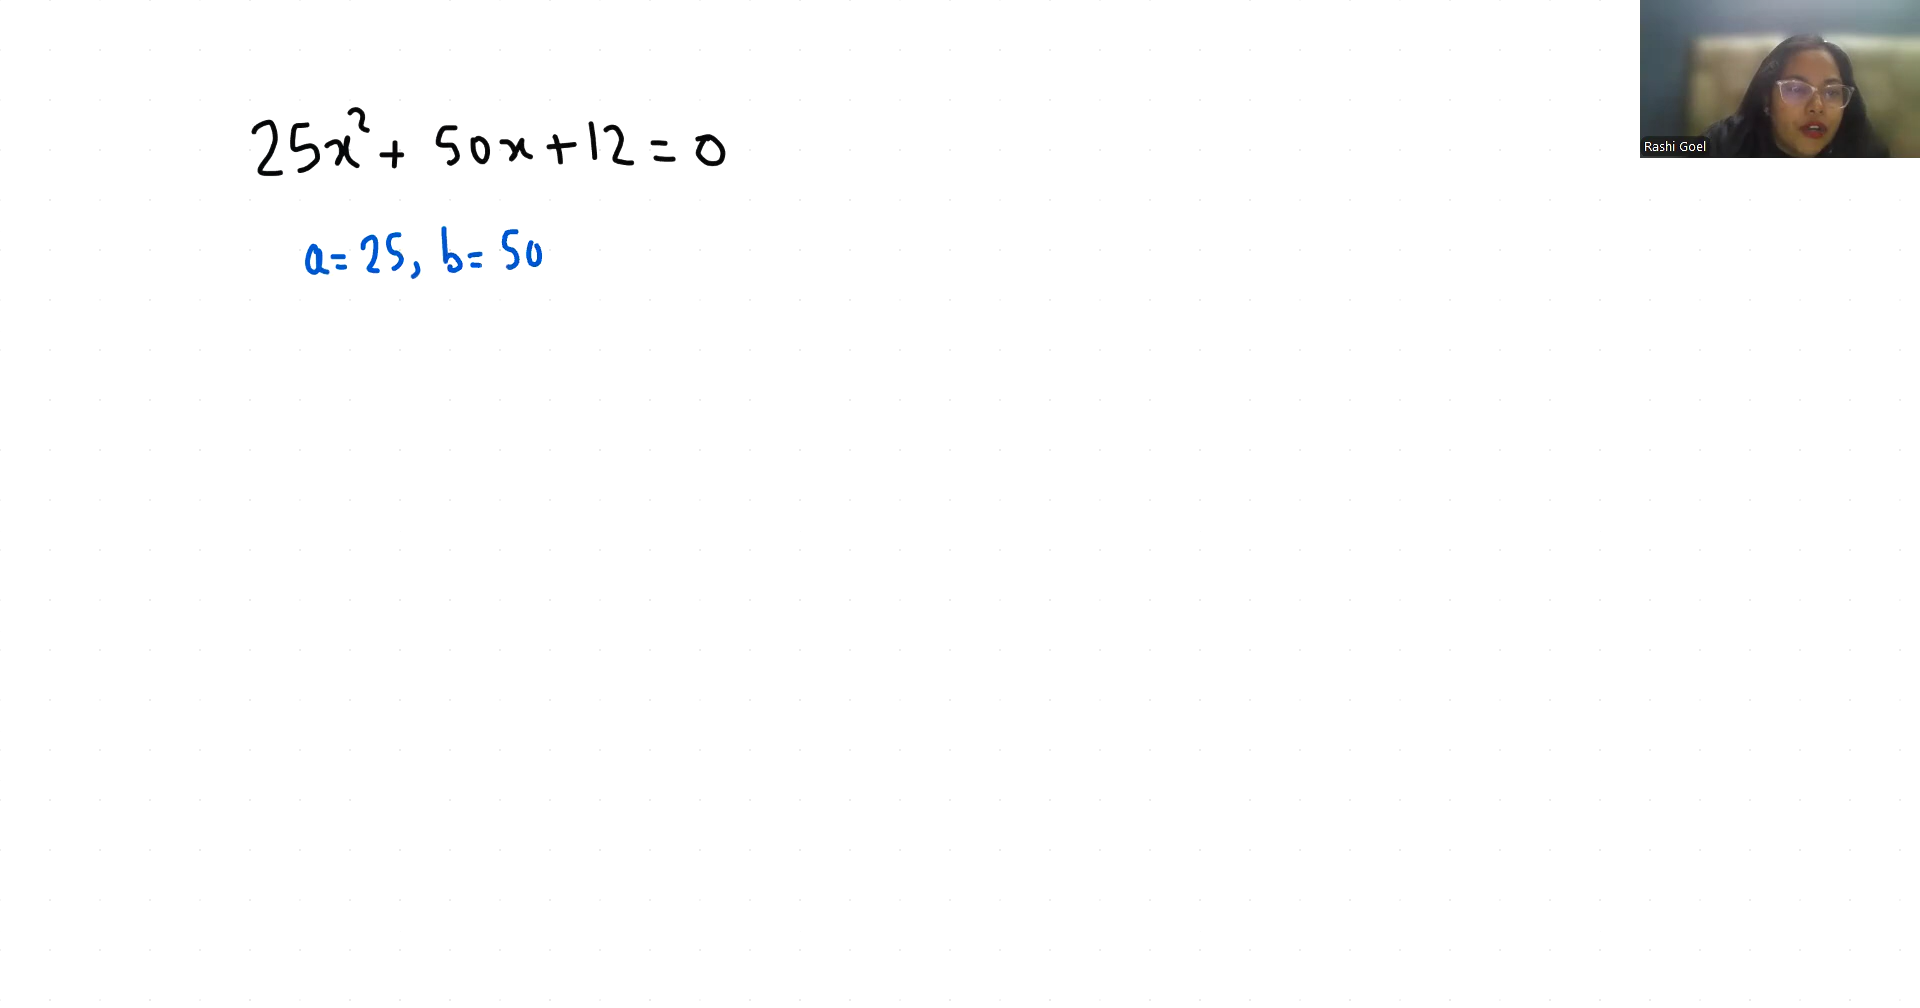 25x² + 50x + 12 = 0
a = 25, b = 50
Rashi Goel